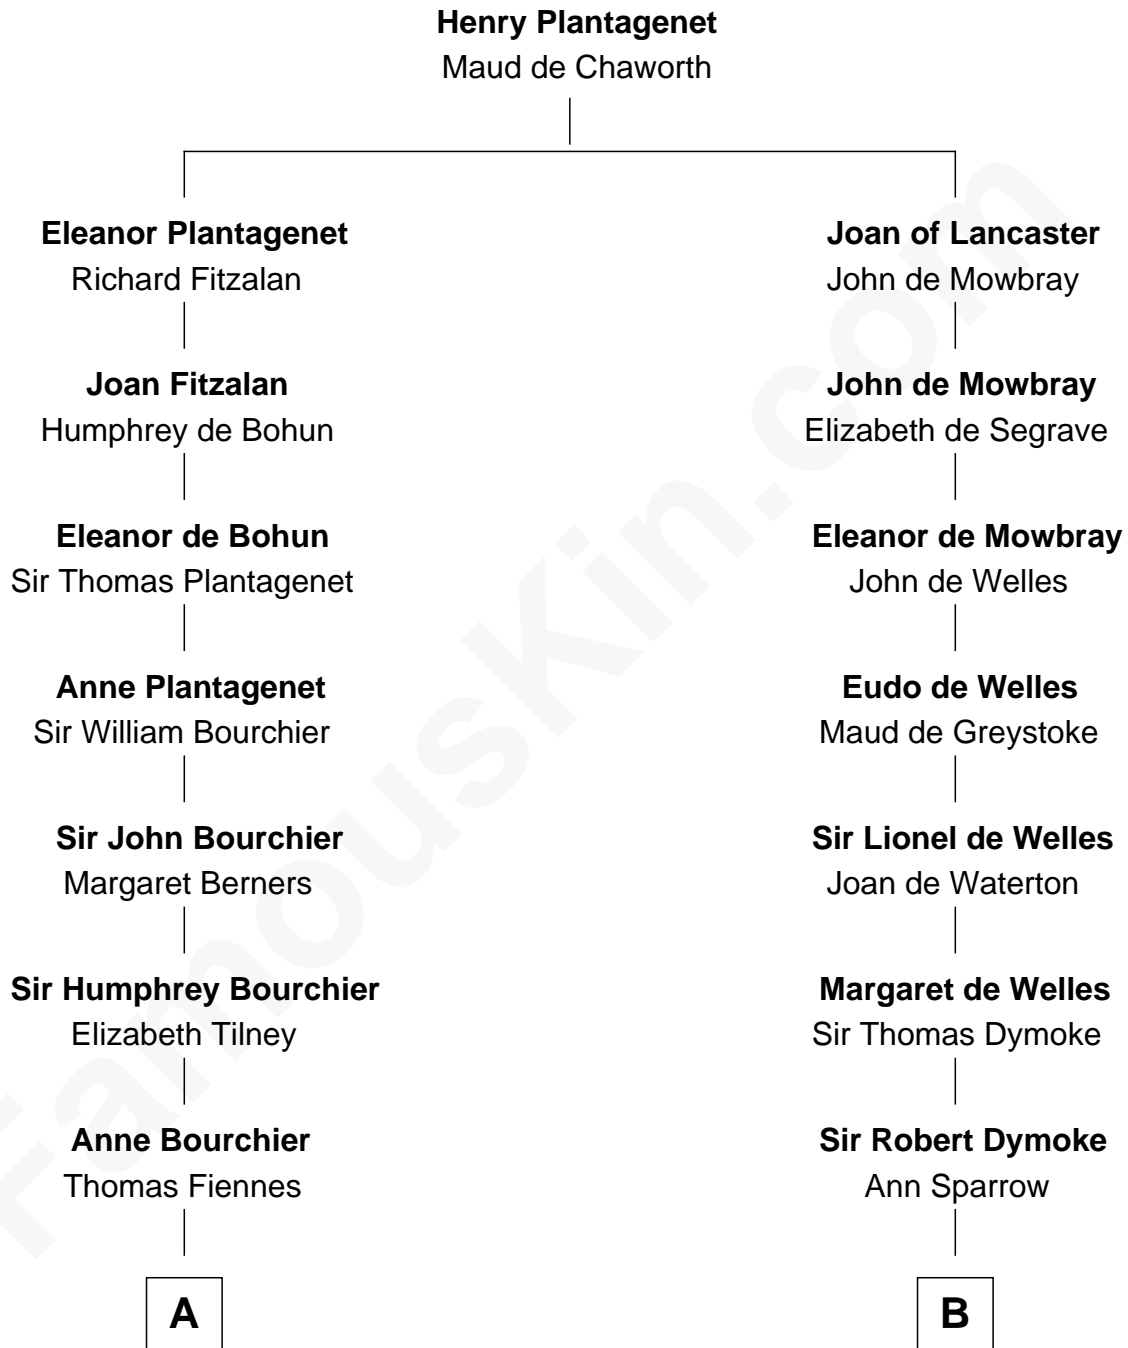 Henry Plantagenet
Maud de Chaworth
Eleanor Plantagenet
Richard Fitzalan
Joan Fitzalan
Humphrey de Bohun
Eleanor de Bohun
Sir Thomas Plantagenet
Anne Plantagenet
Sir William Bourchier
Sir John Bourchier
Margaret Berners
Sir Humphrey Bourchier
Elizabeth Tilney
Anne Bourchier
Thomas Fiennes
A
Joan of Lancaster
John de Mowbray
John de Mowbray
Elizabeth de Segrave
Eleanor de Mowbray
John de Welles
Eudo de Welles
Maud de Greystoke
Sir Lionel de Welles
Joan de Waterton
Margaret de Welles
Sir Thomas Dymoke
Sir Robert Dymoke
Ann Sparrow
B
FamousKin.com